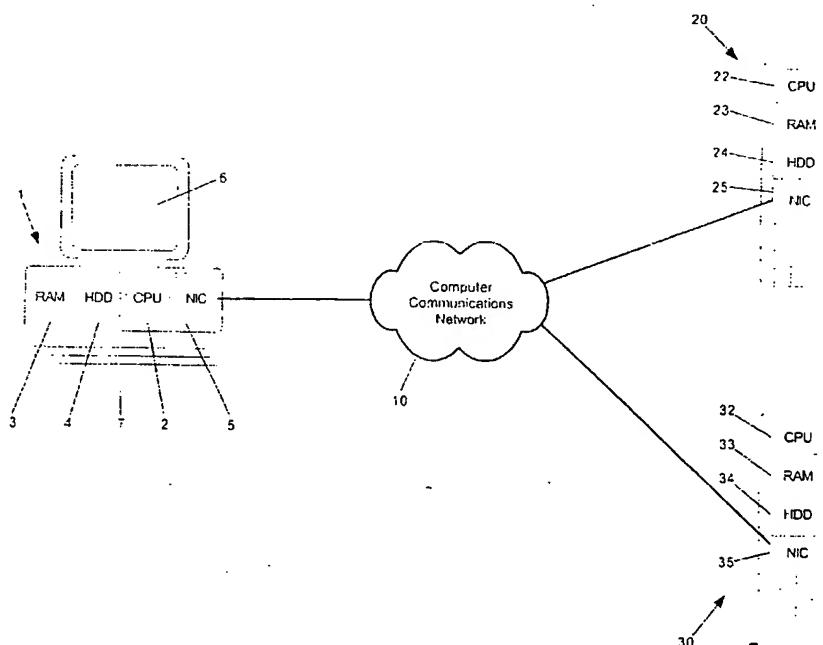 20
22
CPU
23
RAM
24
HDD
25
NIC
1
6
RAM HDD CPU NIC
Computer
Communications
Network
10
3 4 7 2 5
32
CPU
33
RAM
34
HDD
35
NIC
30